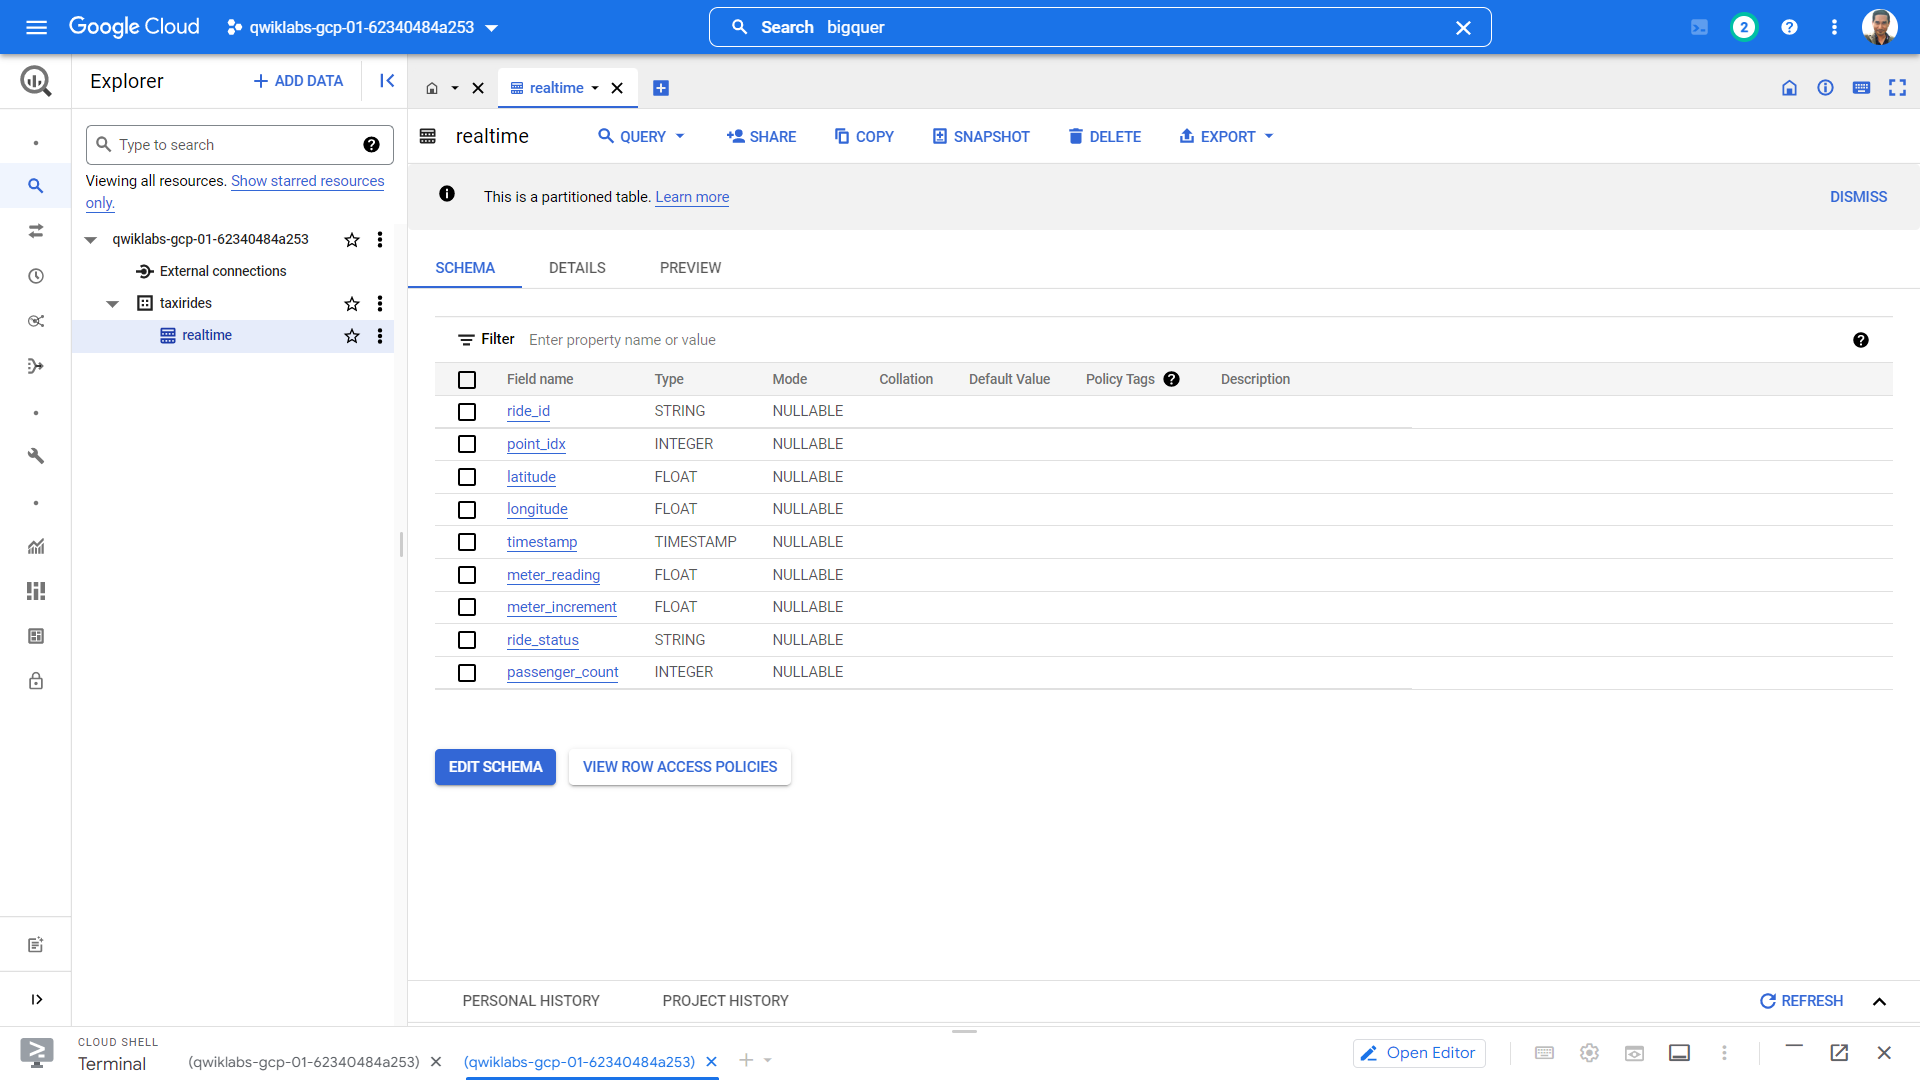 Google Cloud
qwiklabs-gcp-01-62340484a253
Search bigquer
2
Explorer
ADD DATA
realtime
Type to search
Viewing all resources. Show starred resources
only.
qwiklabs-gcp-01-62340484a253
External connections
taxirides
realtime
realtime
QUERY
SHARE
COPY
SNAPSHOT
DELETE
EXPORT
This is a partitioned table. Learn more
DISMISS
SCHEMA
DETAILS
PREVIEW
Filter Enter property name or value
Field name Type Mode Collation Default Value Policy Tags Description
ride_id STRING NULLABLE
point_idx INTEGER NULLABLE
latitude FLOAT NULLABLE
longitude FLOAT NULLABLE
timestamp TIMESTAMP NULLABLE
meter_reading FLOAT NULLABLE
meter_increment FLOAT NULLABLE
ride_status STRING NULLABLE
passenger_count INTEGER NULLABLE
EDIT SCHEMA
VIEW ROW ACCESS POLICIES
PERSONAL HISTORY
PROJECT HISTORY
REFRESH
CLOUD SHELL
Terminal
(qwiklabs-gcp-01-62340484a253)
(qwiklabs-gcp-01-62340484a253)
Open Editor